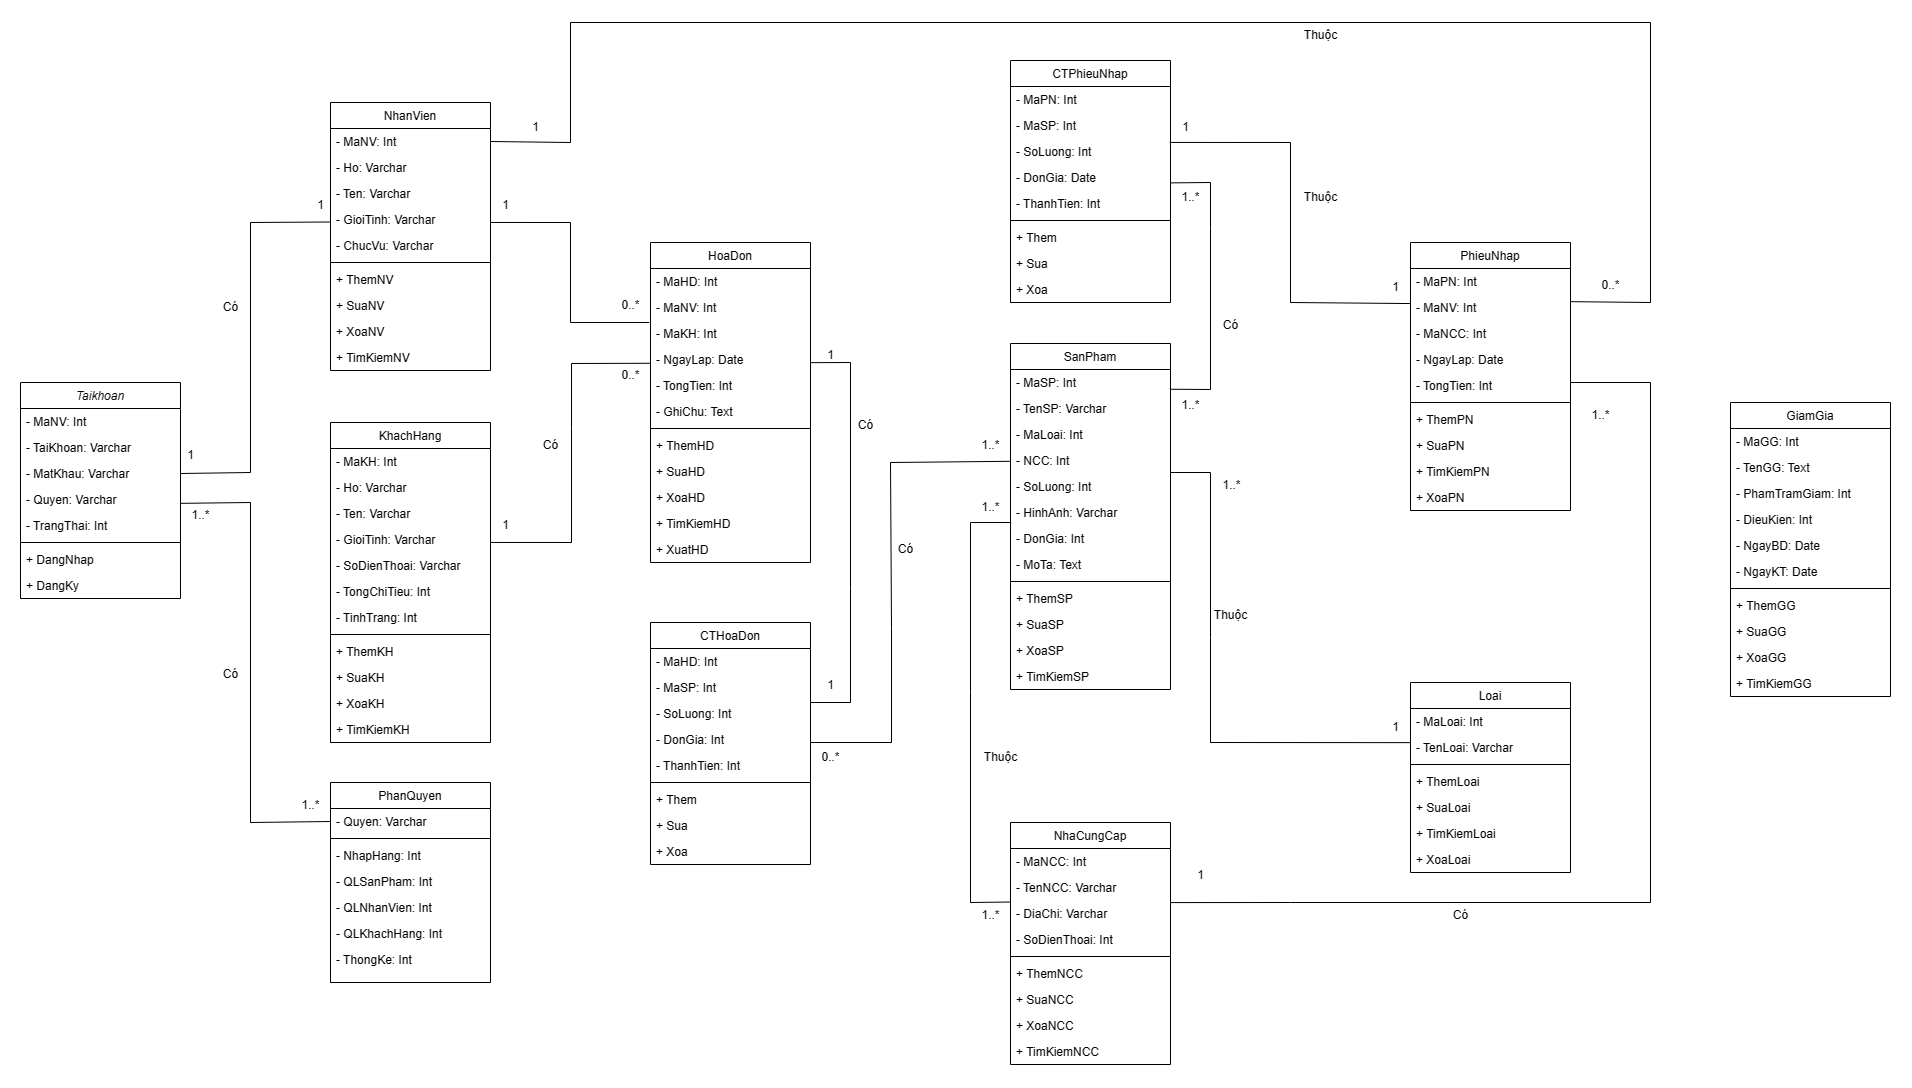 Thuộc
NhanVien
- MaNV: Int
- Ho: Varchar
- Ten: Varchar
- GioiTinh: Varchar
- ChucVu: Varchar
+ ThemNV
+ SuaNV
+ XoaNV
+ TimKiemNV
1
1
1
Có
Taikhoan
- MaNV: Int
- TaiKhoan: Varchar
- MatKhau: Varchar
- Quyen: Varchar
- TrangThai: Int
+ DangNhap
+ DangKy
1
1..*
Có
1..*
KhachHang
- MaKH: Int
- Ho: Varchar
- Ten: Varchar
- GioiTinh: Varchar
- SoDienThoai: Varchar
- TongChiTieu: Int
- TinhTrang: Int
+ ThemKH
+ SuaKH
+ XoaKH
+ TimKiemKH
1
Có
PhanQuyen
- Quyen: Varchar
- NhapHang: Int
- QLSanPham: Int
- QLNhanVien: Int
- QLKhachHang: Int
- ThongKe: Int
HoaDon
- MaHD: Int
- MaNV: Int
- MaKH: Int
- NgayLap: Date
- TongTien: Int
- GhiChu: Text
+ ThemHD
+ SuaHD
+ XoaHD
+ TimKiemHD
+ XuatHD
0..*
0..*
1
Có
1
CTHoaDon
- MaHD: Int
- MaSP: Int
- SoLuong: Int
- DonGia: Int
- ThanhTien: Int
+ Them
+ Sua
+ Xoa
0..*
Có
1..*
CTPhieuNhap
- MaPN: Int
- MaSP: Int
- SoLuong: Int
- DonGia: Date
- ThanhTien: Int
+ Them
+ Sua
+ Xoa
1
Thuộc
1
1..*
Có
1..*
SanPham
- MaSP: Int
- TenSP: Varchar
- MaLoai: Int
- NCC: Int
- SoLuong: Int
- HinhAnh: Varchar
- DonGia: Int
- MoTa: Text
+ ThemSP
+ SuaSP
+ XoaSP
+ TimKiemSP
1..*
1..*
Thuộc
1
Thuộc
1..*
NhaCungCap
- MaNCC: Int
- TenNCC: Varchar
- DiaChi: Varchar
- SoDienThoai: Int
+ ThemNCC
+ SuaNCC
+ XoaNCC
+ TimKiemNCC
1
Có
PhieuNhap
- MaPN: Int
- MaNV: Int
- MaNCC: Int
- NgayLap: Date
- TongTien: Int
+ ThemPN
+ SuaPN
+ TimKiemPN
+ XoaPN
0..*
1..*
Loai
- MaLoai: Int
- TenLoai: Varchar
+ ThemLoai
+ SuaLoai
+ TimKiemLoai
+ XoaLoai
GiamGia
- MaGG: Int
- TenGG: Text
- PhamTramGiam: Int
- DieuKien: Int
- NgayBD: Date
- NgayKT: Date
+ ThemGG
+ SuaGG
+ XoaGG
+ TimKiemGG